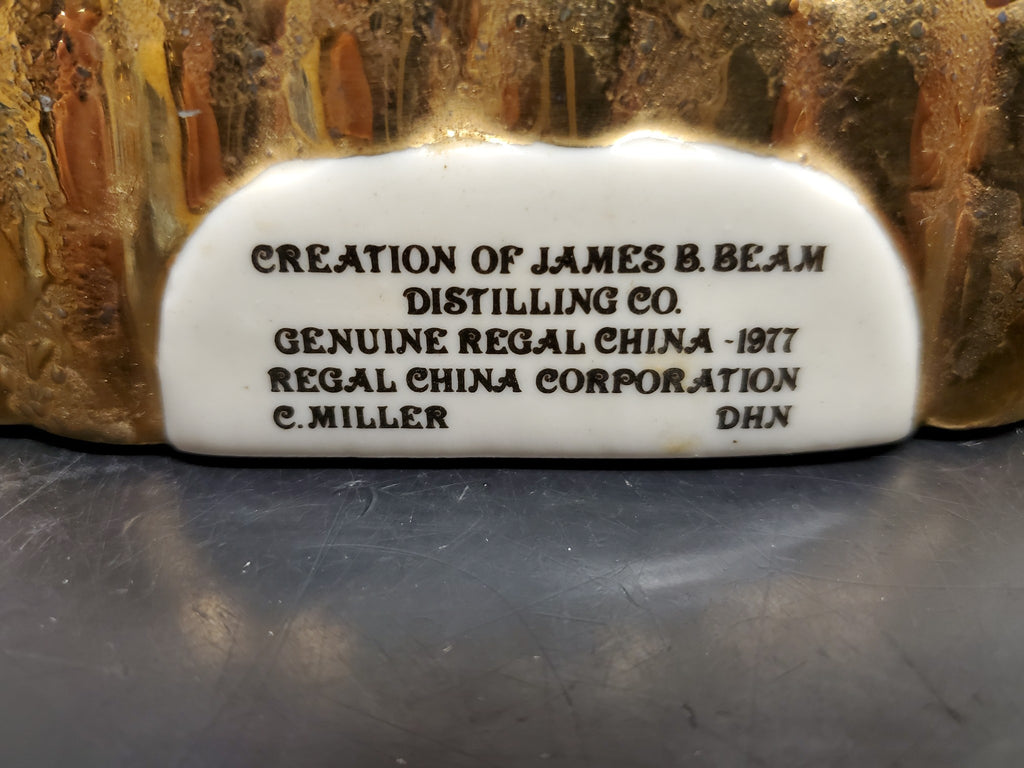 CREATION OF JAMES B. BEAM
DISTILLING CO.
GENUINE REGAL CHINA -1977
REGAL CHINA CORPORATION
C. MILLER DHN